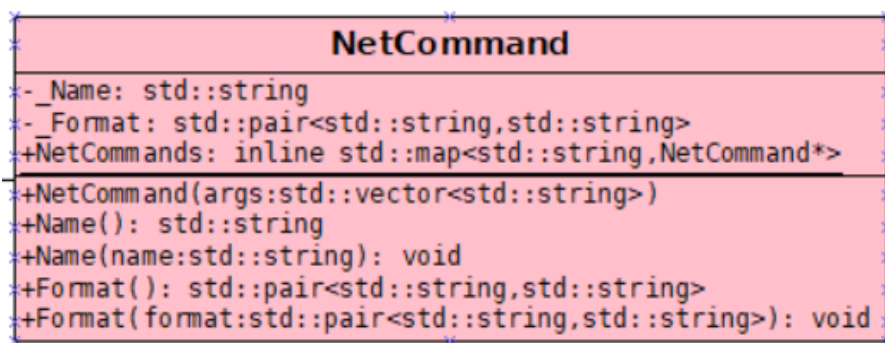 NetCommand
-_Name: std::string
-_Format: std::pair<std::string,std::string>
+NetCommands: inline std::map<std::string,NetCommand*>
+NetCommand(args:std::vector<std::string>)
+Name(): std::string
+Name(name:std::string): void
+Format(): std::pair<std::string,std::string>
+Format(format:std::pair<std::string,std::string>): void